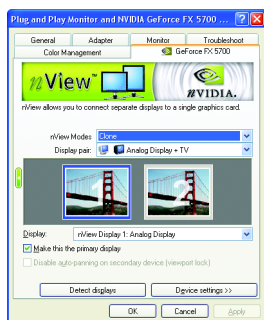 Plug and Play Monitor and NVIDIA GeForce FX 5700 ...
General Adapter Monitor Troubleshoot
Color Management GeForce FX 5700
nView™
nVIDIA.
nView allows you to connect separate displays to a single graphics card.
nView Modes: Clone
Display pair: Analog Display + TV
1 2
Display: nView Display 1: Analog Display
Make this the primary display
Disable auto-panning on secondary device (viewport lock)
Detect displays Device settings >>
OK Cancel Apply